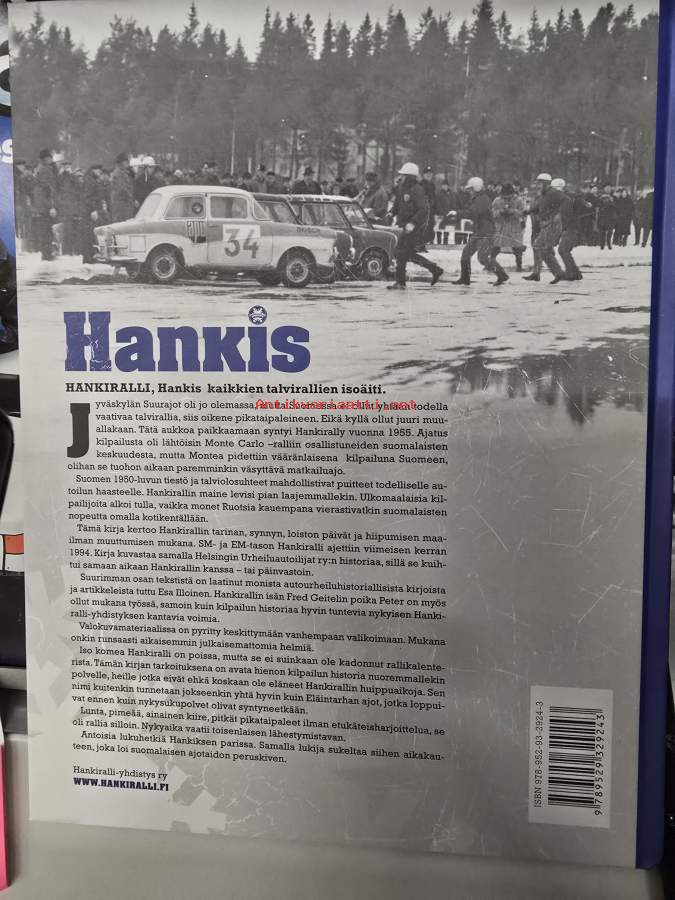 34
Hankis
HANKIRALLI, Hankis kaikkien talvirallien isoäiti.
Antikvariaatti.net
Jyväskylän Suurajot oli jo olemassa, mutta Suomessa ei ollut yhtään todella
vaativaa talvirallia, siis oikene pikataipaleineen. Eikä kyllä ollut juuri muu-
allakaan. Tätä aukkoa paikkaamaan syntyi Hankirally vuonna 1955. Ajatus
kilpailusta oli lähtöisin Monte Carlo -ralliin osallistuneiden suomalaisten
keskuudesta, mutta Montea pidettiin vääränlaisena kilpailuna Suomeen,
olihan se tuohon aikaan paremminkin väsyttävä matkailuajo.
Suomen 1950-luvun tiestö ja talviolosuhteet mahdollistivat puitteet todelliselle au-
toilun haasteelle. Hankirallin maine levisi pian laajemmallekin. Ulkomaalaisia kil-
pailijoita alkoi tulla, vaikka monet Ruotsia kauempana vierastivatkin suomalaisten
nopeutta omalla kotikentällään.
Tämä kirja kertoo Hankirallin tarinan, synnyn, loiston päivät ja hiipumisen maa-
ilman muuttumisen mukana. SM- ja EM-tason Hankiralli ajettiin viimeisen kerran
1994. Kirja kuvastaa samalla Helsingin Urheiluautoilijat ry:n historiaa, sillä se kuih-
tui samaan aikaan Hankirallin kanssa – tai päinvastoin.
Suurimman osan tekstistä on laatinut monista autourheiluhistoriallisista kirjoista
ja artikkeleista tuttu Esa Illoinen. Hankirallin isän Fred Geitelin poika Peter on myös
ollut mukana työssä, samoin kuin kilpailun historiaa hyvin tuntevia nykyisen Hanki-
ralli-yhdistyksen kantavia voimia.
Valokuvamateriaalissa on pyritty keskittymään vanhempaan valikoimaan. Mukana
onkin runsaasti aikaisemmin julkaisemattomia helmiä.
Iso komea Hankiralli on poissa, mutta se ei suinkaan ole kadonnut rallikalente-
rista. Tämän kirjan tarkoituksena on avata hienon kilpailun historia nuoremmallekin
polvelle, heille jotka eivät ehkä koskaan ole eläneet Hankirallin huippuaikoja. Sen
nimi kuitenkin tunnetaan jokseenkin yhtä hyvin kuin Eläintarhan ajot, jotka loppui-
vat ennen kuin nykysukupolvet olivat syntyneetkään.
Lunta, pimeää, ainainen kiire, pitkät pikataipaleet ilman etukäteisharjoittelua, se
oli rallia silloin. Nykyaika vaatii toisenlaisen lähestymistavan.
Antoisia lukuhetkiä Hankiksen parissa. Samalla lukija sukeltaa siihen aikakau-
teen, joka loi suomalaisen ajotaidon peruskiven.
Hankiralli-yhdistys ry
WWW.HANKIRALLI.FI
ISBN 978-952-93-2924-3
9 789529 329243